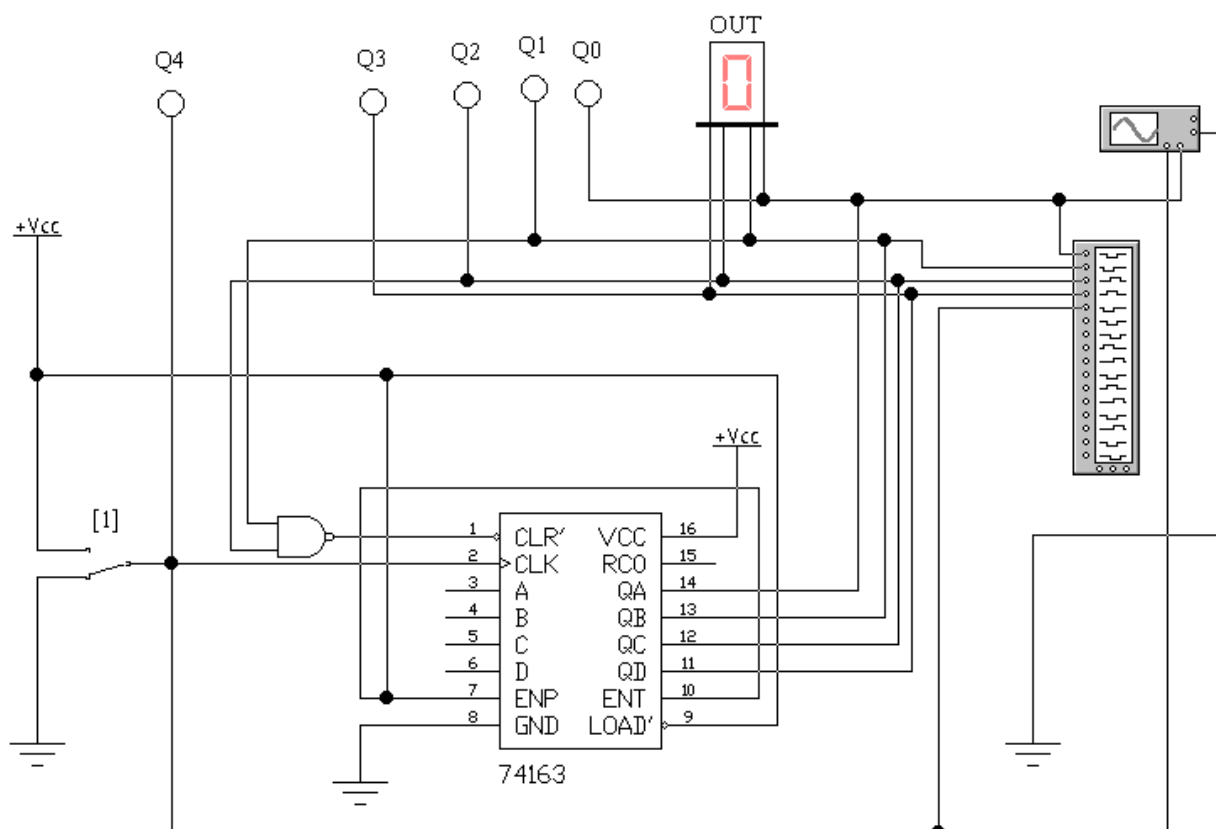 OUT
Q4
Q3
Q2
Q1
Q0
0
+Vcc
+Vcc
[1]
1 CLR' VCC 16
2 CLK RCO 15
3 A QA 14
4 B QB 13
5 C QC 12
6 D QD 11
7 ENP ENT 10
8 GND LOAD' 9
74163